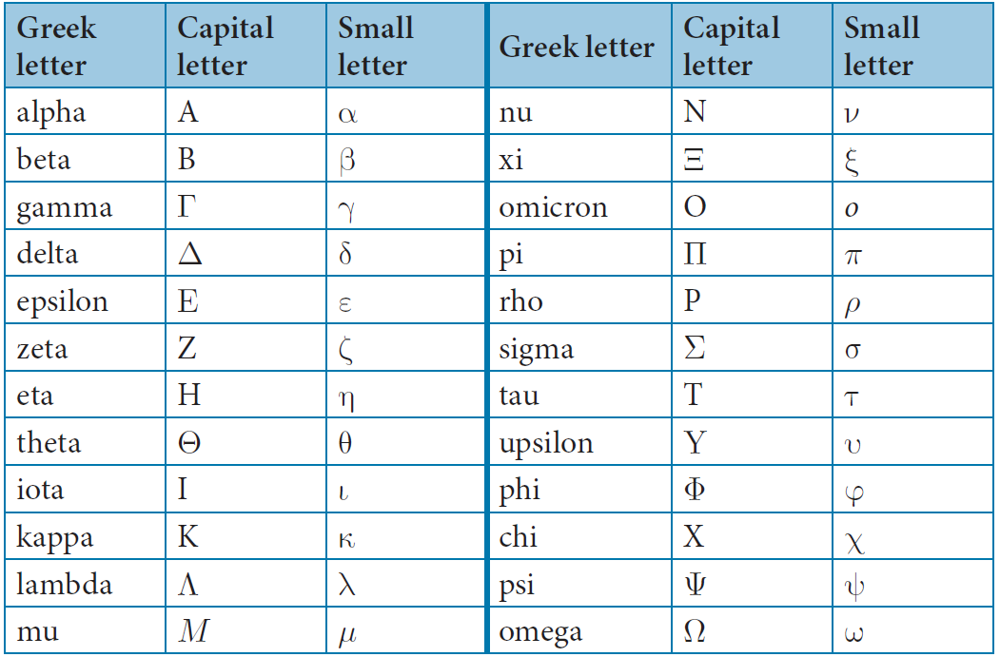 Greek letter Capital letter Small letter Greek letter Capital letter Small letter
alpha Α α nu Ν ν
beta Β β xi Ξ ξ
gamma Γ γ omicron Ο ο
delta Δ δ pi Π π
epsilon Ε ε rho Ρ ρ
zeta Ζ ζ sigma Σ σ
eta Η η tau Τ τ
theta Θ θ upsilon Υ υ
iota Ι ι phi Φ φ
kappa Κ κ chi Χ χ
lambda Λ λ psi Ψ ψ
mu Μ μ omega Ω ω